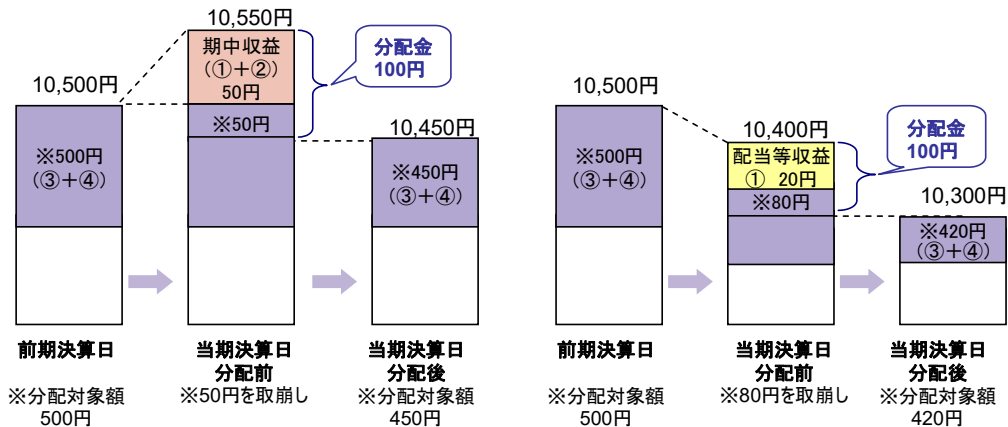 10,500円
※500円
(③+④)
前期決算日
※分配対象額
500円
10,550円
期中収益
(①+②)
50円
※50円
分配金
100円
当期決算日
分配前
※50円を取崩し
10,450円
※450円
(③+④)
当期決算日
分配後
※分配対象額
450円
10,500円
※500円
(③+④)
前期決算日
※分配対象額
500円
10,400円
配当等収益
① 20円
※80円
分配金
100円
当期決算日
分配前
※80円を取崩し
10,300円
※420円
(③+④)
当期決算日
分配後
※分配対象額
420円